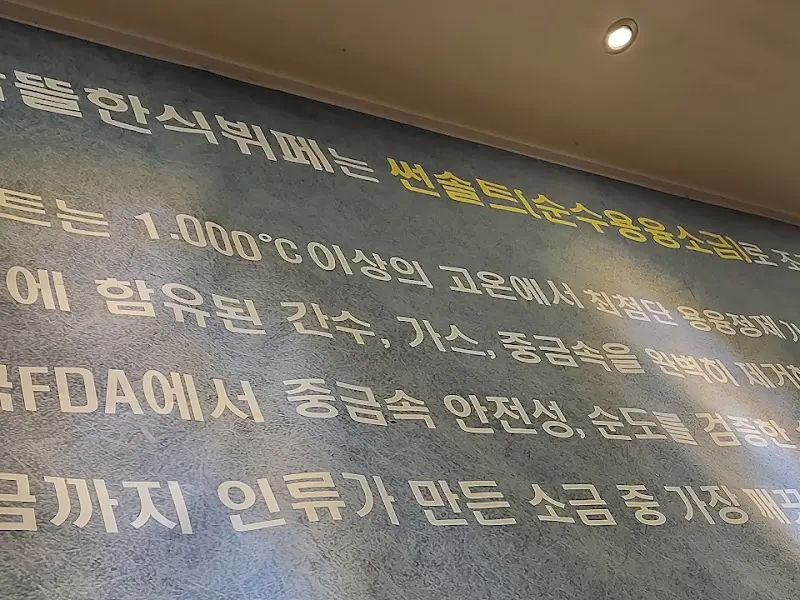 뜰한식뷔페는 썬솔트(순수용융소금)로
트는 1.000°C 이상의 고온에서 최첨단 용융정제
에 함유된 간수, 가스, 중금속을 완벽히 제거
FDA에서 중금속 안전성, 순도를 검증한
금까지 인류가 만든 소금 중 가장 깨끗